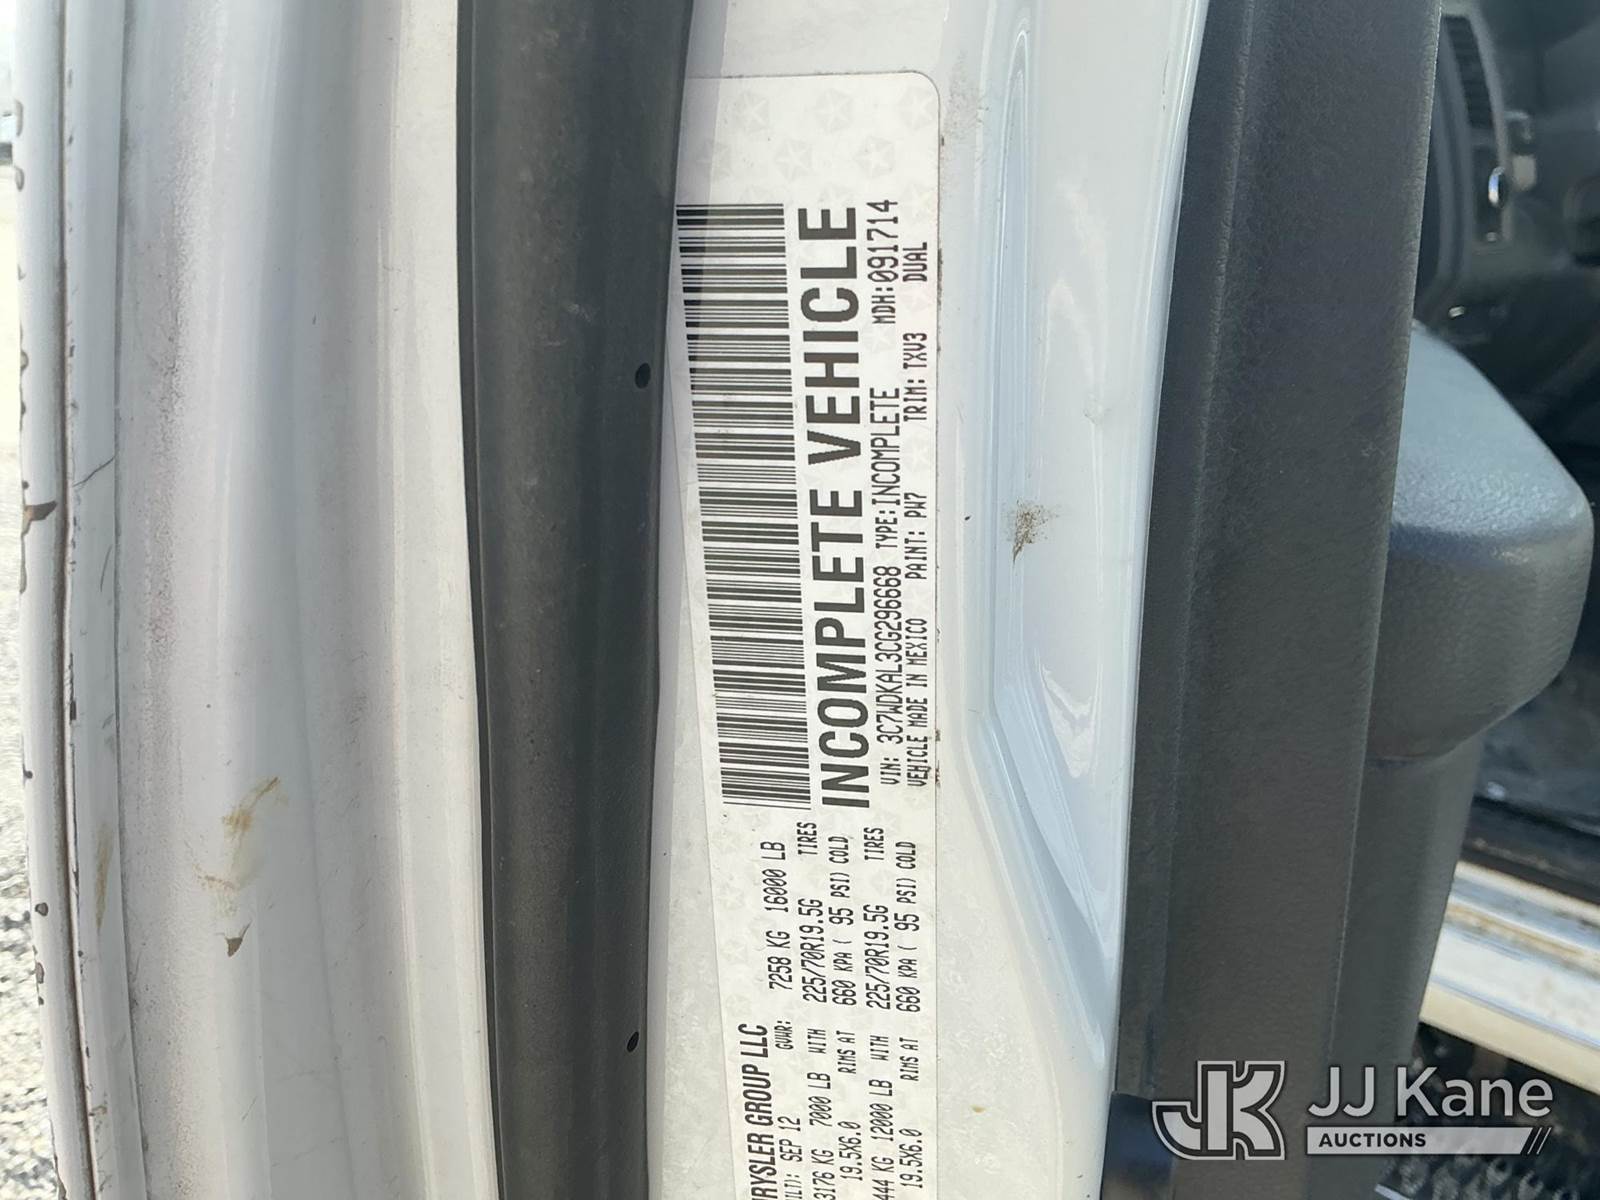 RYSLER GROUP LLC
ILT): SEP 12 GVWR: 7258 KG 16000 LB
3176 KG 7000 LB WITH 225/70R19.5G TIRES
19.5X6.0 RIMS AT 660 KPA ( 95 PSI) COLD
444 KG 12000 LB WITH 225/70R19.5G TIRES
19.5X6.0 RIMS AT 660 KPA ( 95 PSI) COLD
INCOMPLETE VEHICLE
VIN: 3C7WDKAL3CG296668 TYPE:INCOMPLETE MDH:091714
VEHICLE MADE IN MEXICO PAINT: PW7 TRIM: TXV3 DUAL
JK JJ Kane
AUCTIONS